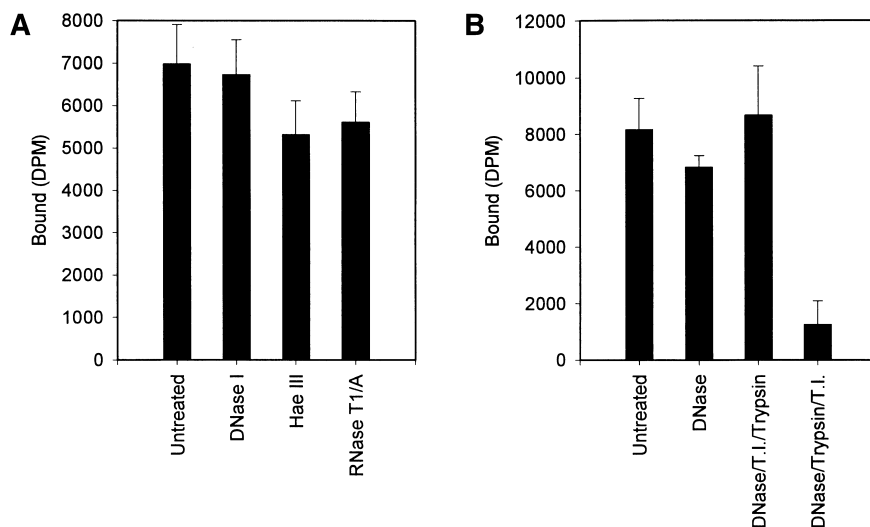 A
Bound (DPM)
8000
7000
6000
5000
4000
3000
2000
1000
0
Untreated
DNase I
Hae III
RNase T1/A
B
Bound (DPM)
12000
10000
8000
6000
4000
2000
0
Untreated
DNase
DNase/T.I./Trypsin
DNase/Trypsin/T.I.